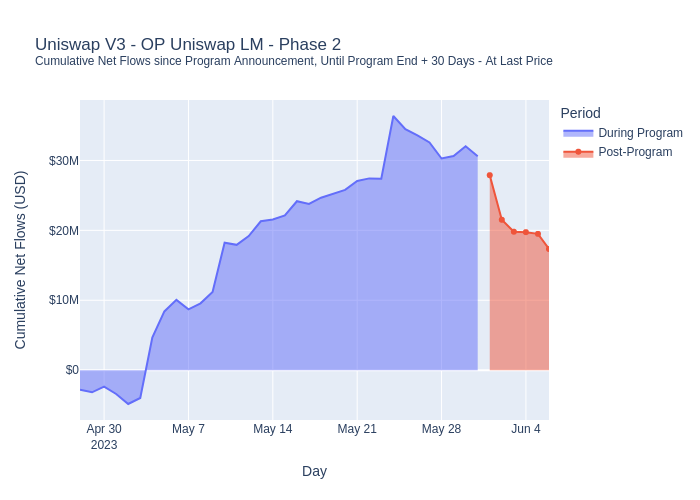 Uniswap V3 - OP Uniswap LM - Phase 2
Cumulative Net Flows since Program Announcement, Until Program End + 30 Days - At Last Price
Period
During Program
Post-Program
Cumulative Net Flows (USD)
$30M
$20M
$10M
$0
Apr 30
2023
May 7
May 14
May 21
May 28
Jun 4
Day